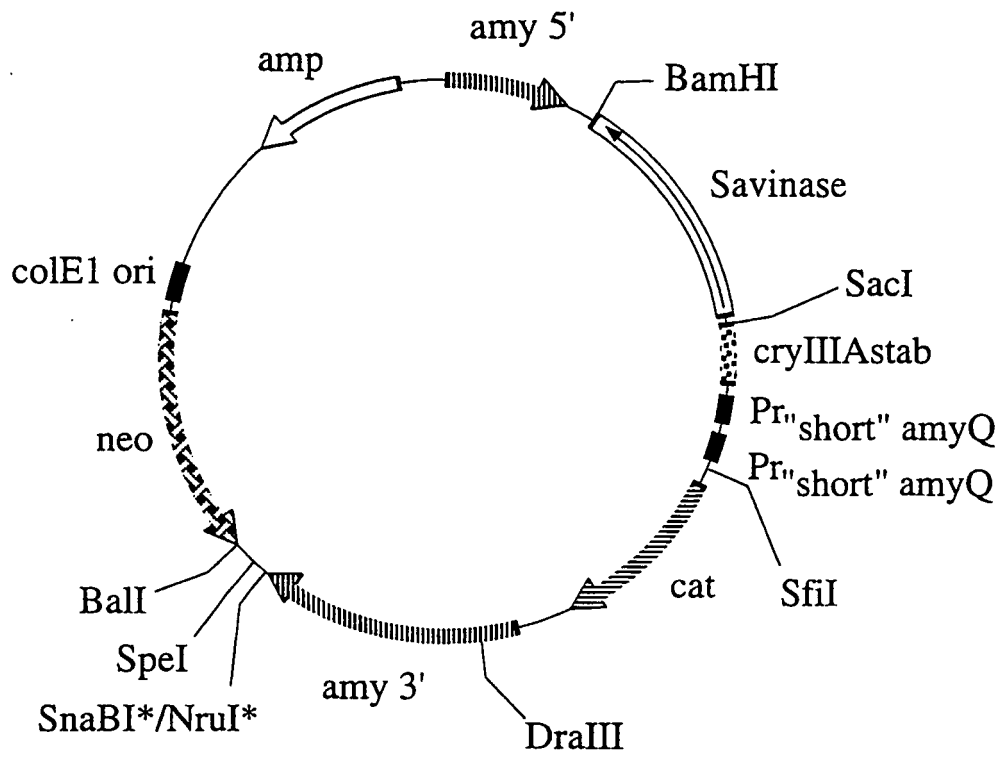 amy 5'
amp
BamHI
Savinase
colE1 ori
SacI
cryIIIAstab
Pr"short" amyQ
neo
Pr"short" amyQ
cat
SfiI
BalI
SpeI
amy 3'
SnaBI*/NruI*
DraIII